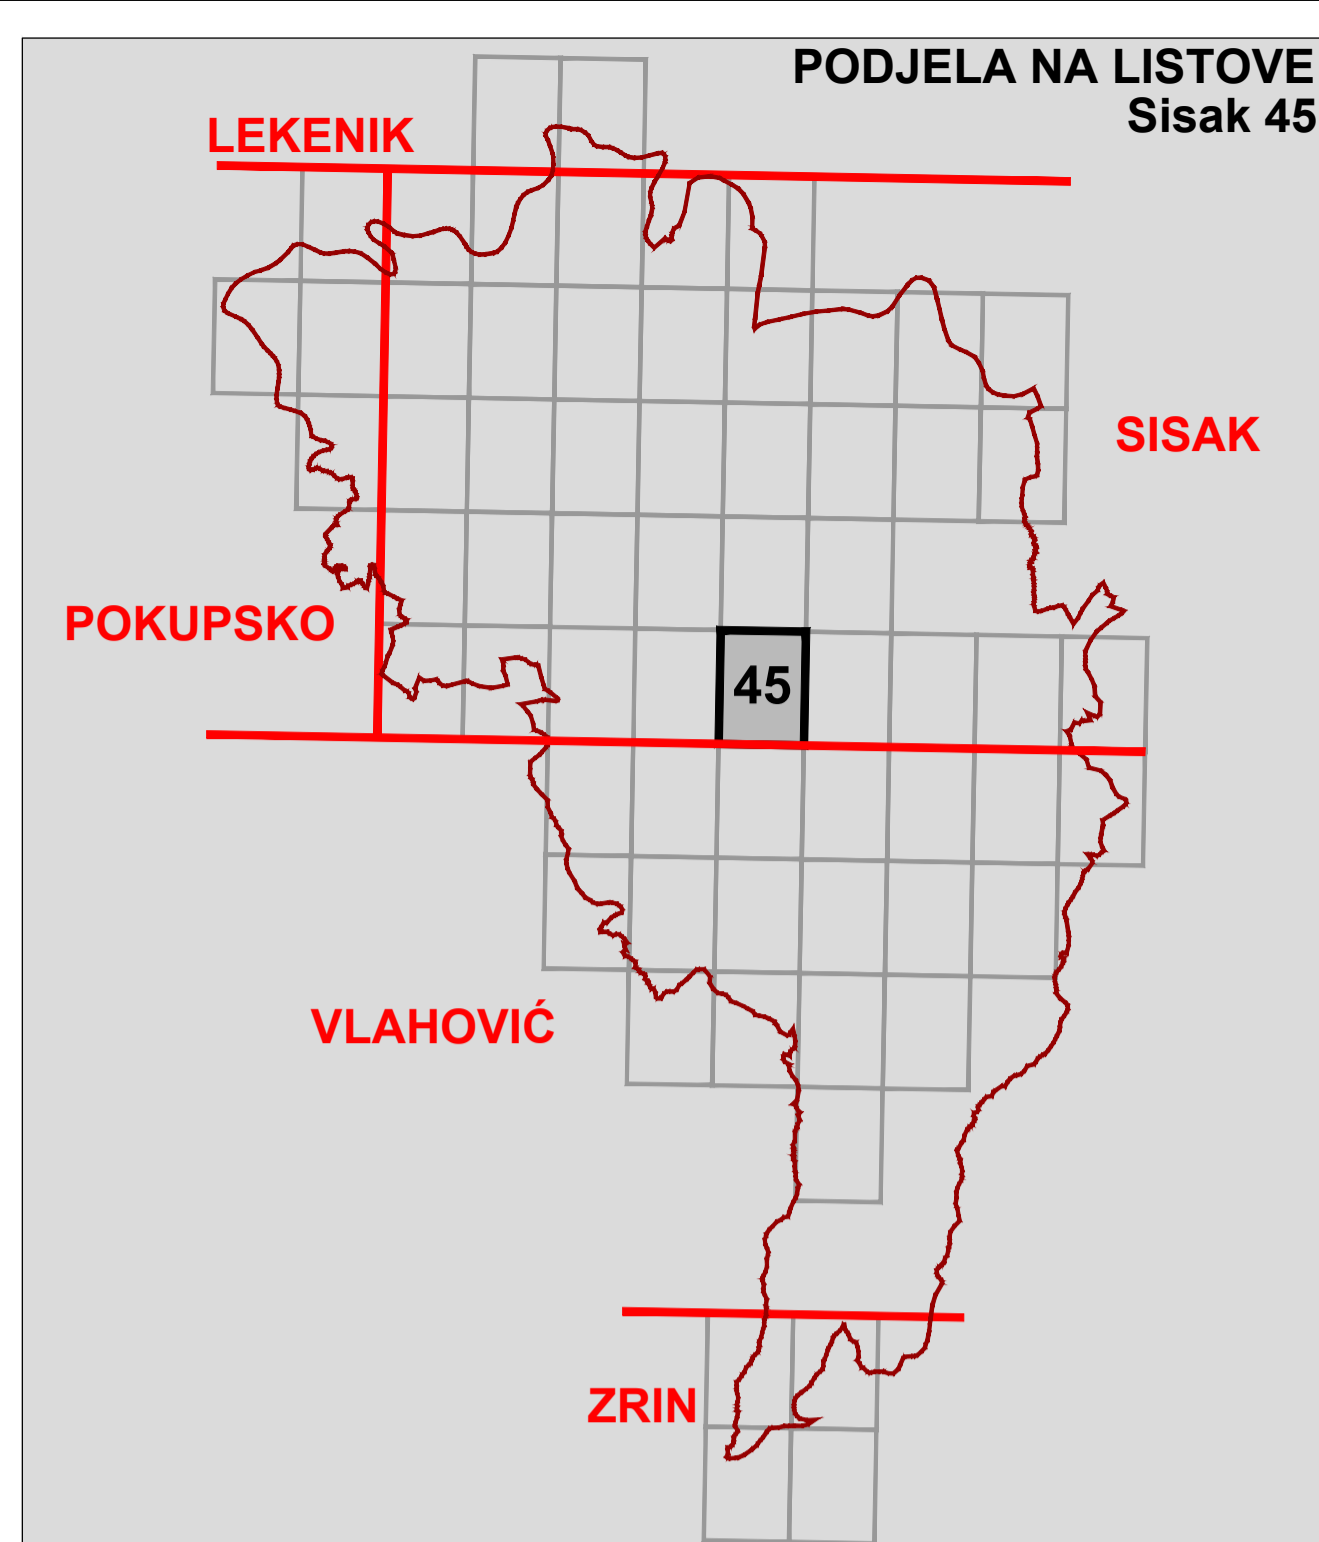 PODJELA NA LISTOVE
Sisak 45
LEKENIK
SISAK
POKUPSKO
45
VLAHOVIĆ
ZRIN